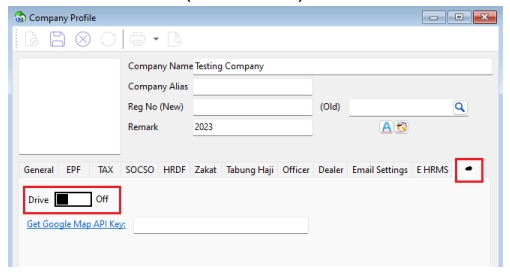 Company Profile
Company Name Testing Company
Company Alias
Reg No (New) (Old)
Remark 2023
General EPF TAX SOCSO HRDF Zakat Tabung Haji Officer Dealer Email Settings E HRMS
Drive Off
Get Google Map API Key: